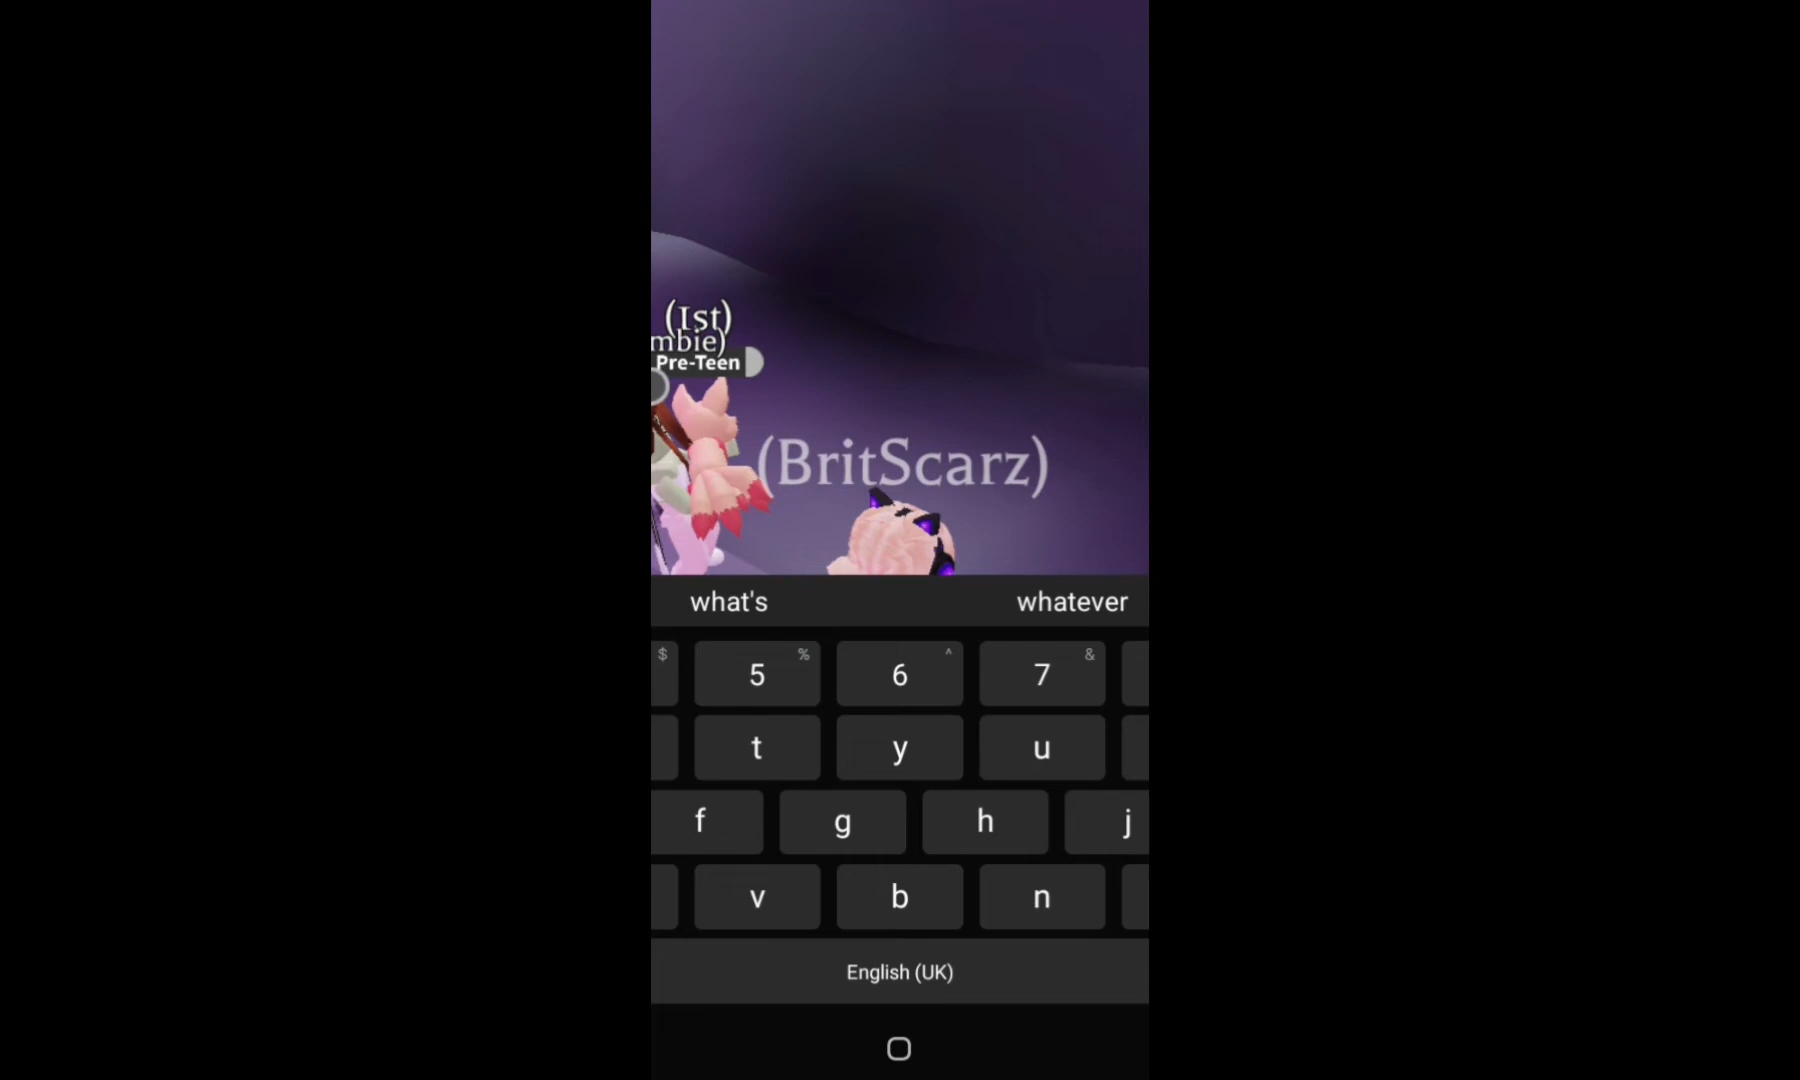 (Ist)
mbie)
Pre-Teen
(BritScarz)
what's whatever
$ 5 % 6 ^ 7 &
t y u
f g h j
v b n
English (UK)